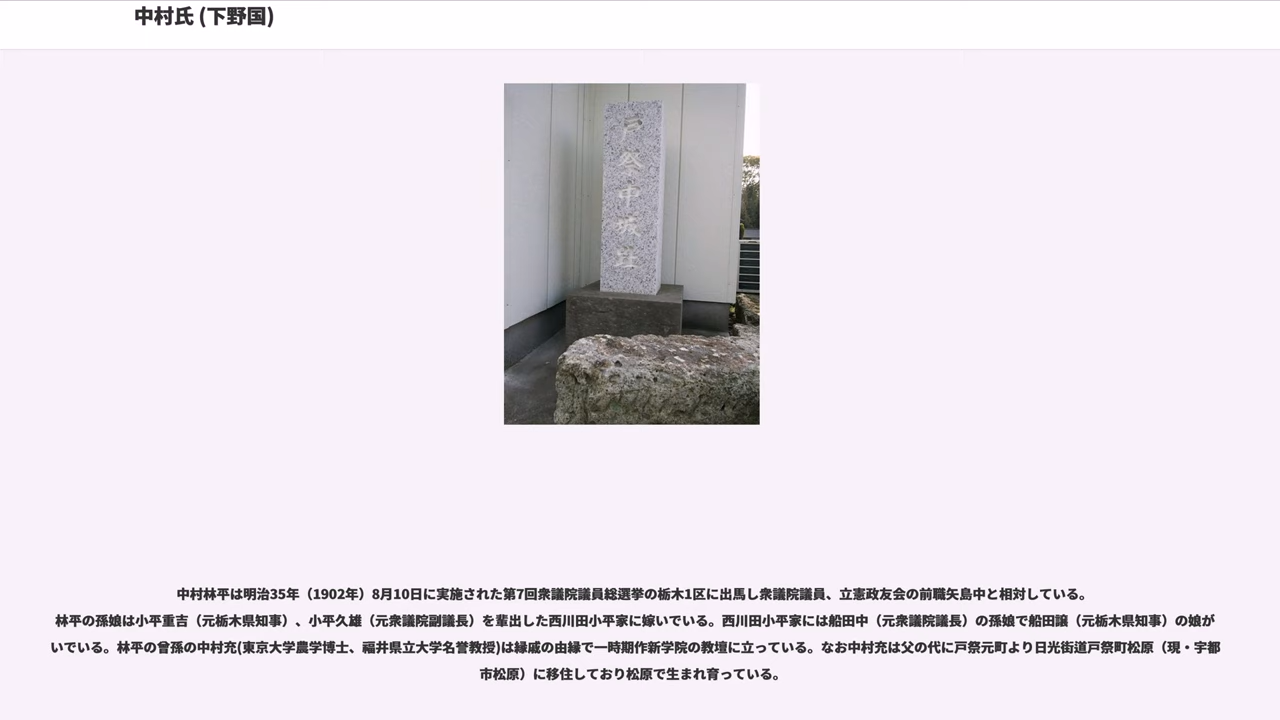 中村氏 (下野国)
戸祭中城跡
中村林平は明治35年（1902年）8月10日に実施された第7回衆議院議員総選挙の栃木1区に出馬し衆議院議員、立憲政友会の前職矢島中と相対している。
林平の孫娘は小平重吉（元栃木県知事）、小平久雄（元衆議院副議長）を輩出した西川田小平家に嫁いでいる。西川田小平家には船田中（元衆議院議長）の孫娘で船田譲（元栃木県知事）の娘が
いでいる。林平の曾孫の中村充(東京大学農学博士、福井県立大学名誉教授)は縁戚の由縁で一時期作新学院の教壇に立っている。なお中村充は父の代に戸祭元町より日光街道戸祭町松原（現・宇都
市松原）に移住しており松原で生まれ育っている。